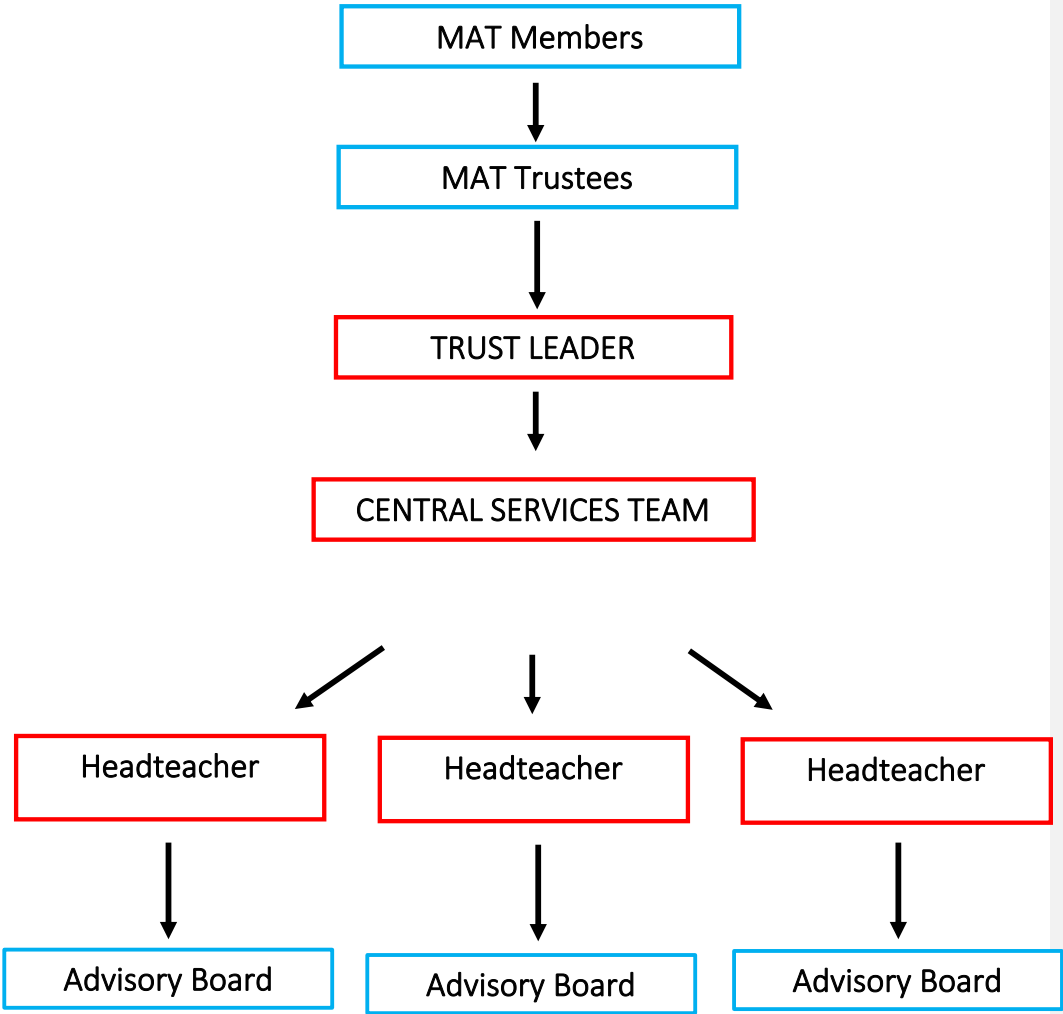 MAT Members
MAT Trustees
TRUST LEADER
CENTRAL SERVICES TEAM
Headteacher
Headteacher
Headteacher
Advisory Board
Advisory Board
Advisory Board